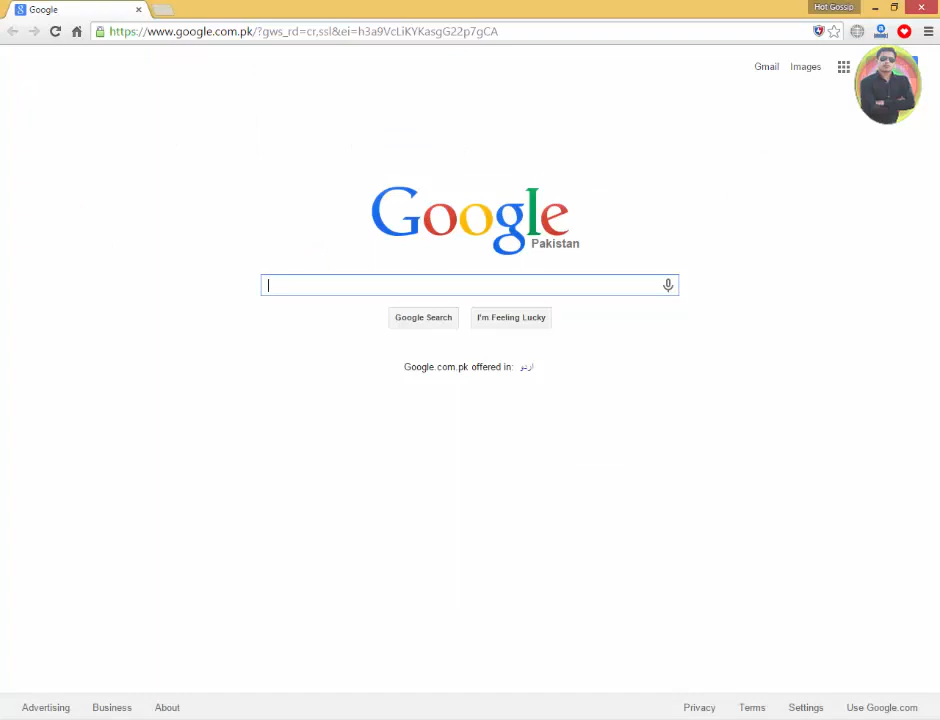 Google
Hot Gossip
https://www.google.com.pk/?gws_rd=cr,ssl&ei=h3a9VcLiKYKasgG22p7gCA
Gmail Images
Google
Pakistan
Google Search I'm Feeling Lucky
Google.com.pk offered in: اردو
Advertising Business About Privacy Terms Settings Use Google.com